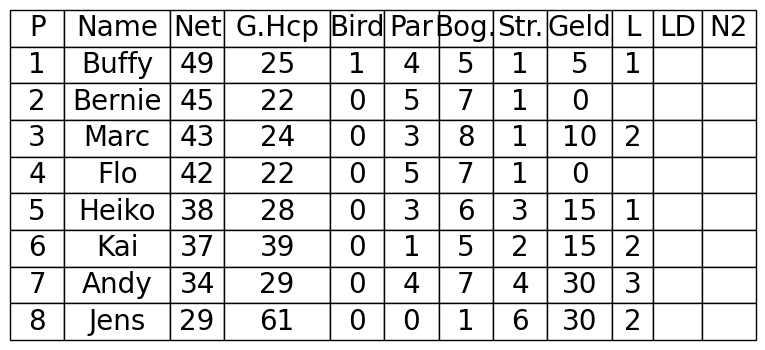 P Name Net G.Hcp Bird Par Bog. Str. Geld L LD N2
1 Buffy 49 25 1 4 5 1 5 1
2 Bernie 45 22 0 5 7 1 0
3 Marc 43 24 0 3 8 1 10 2
4 Flo 42 22 0 5 7 1 0
5 Heiko 38 28 0 3 6 3 15 1
6 Kai 37 39 0 1 5 2 15 2
7 Andy 34 29 0 4 7 4 30 3
8 Jens 29 61 0 0 1 6 30 2